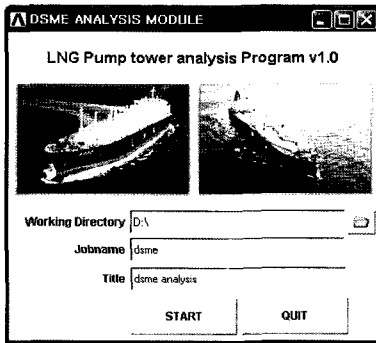 DSME ANALYSIS MODULE
LNG Pump tower analysis Program v1.0
Working Directory D:\
Jobname dsme
Title dsme analysis
START QUIT